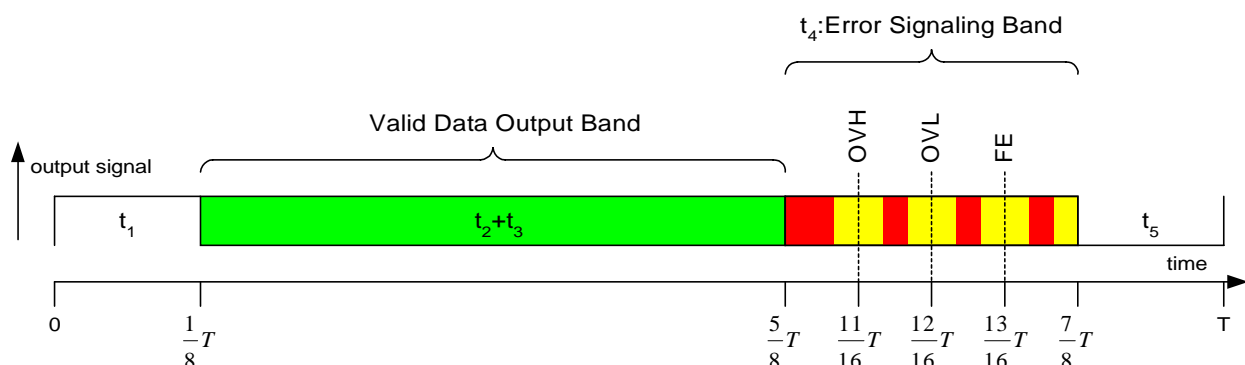 t₄:Error Signaling Band
Valid Data Output Band
OVH
OVL
FE
output signal
t₁
t₂+t₃
t₅
time
0
1/8 T
5/8 T
11/16 T
12/16 T
13/16 T
7/8 T
T